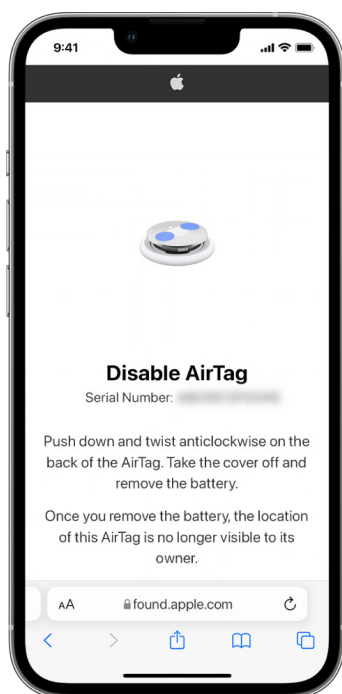 9:41
Disable AirTag
Serial Number:
Push down and twist anticlockwise on the
back of the AirTag. Take the cover off and
remove the battery.
Once you remove the battery, the location
of this AirTag is no longer visible to its
owner.
AA
found.apple.com